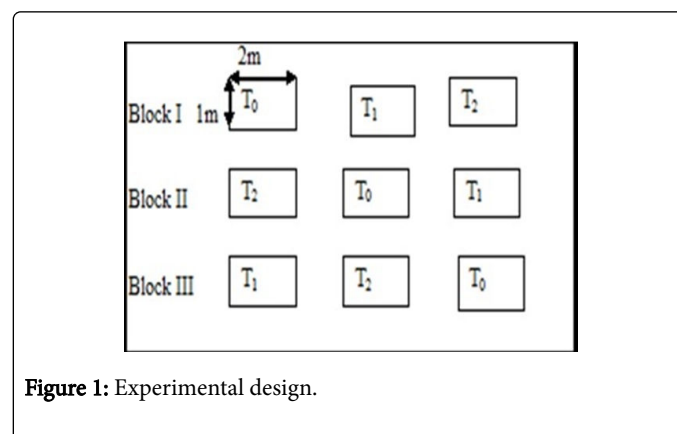 2m
Block I 1m T₀ T₁ T₂
Block II T₂ T₀ T₁
Block III T₁ T₂ T₀
Figure 1: Experimental design.